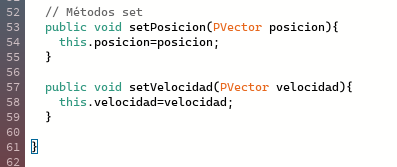 52 // Métodos set
53 public void setPosicion(PVector posicion){
54 this.posicion=posicion;
55 }
56
57 public void setVelocidad(PVector velocidad){
58 this.velocidad=velocidad;
59 }
60
61 }
62